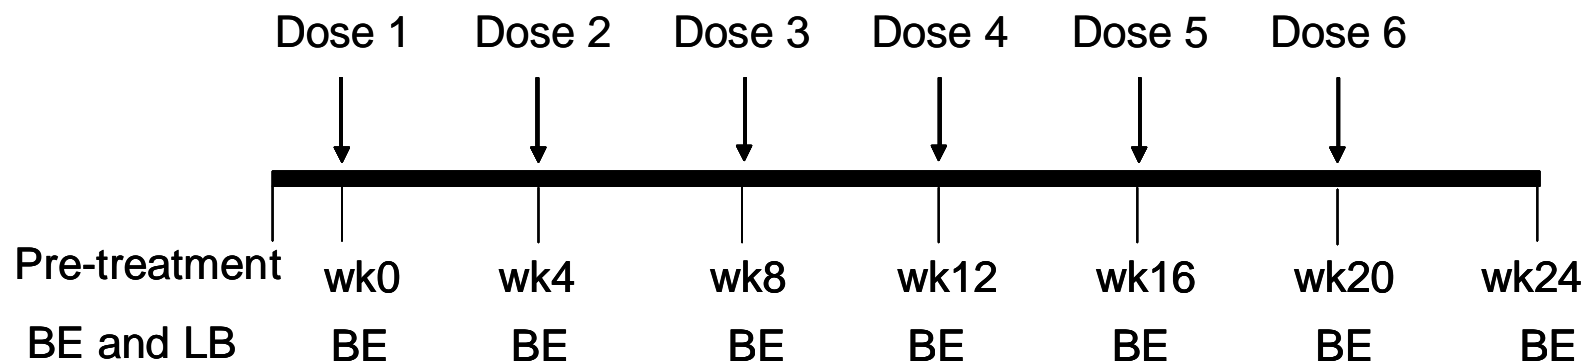 Dose 1 Dose 2 Dose 3 Dose 4 Dose 5 Dose 6
Pre-treatment wk0 wk4 wk8 wk12 wk16 wk20 wk24
BE and LB BE BE BE BE BE BE BE